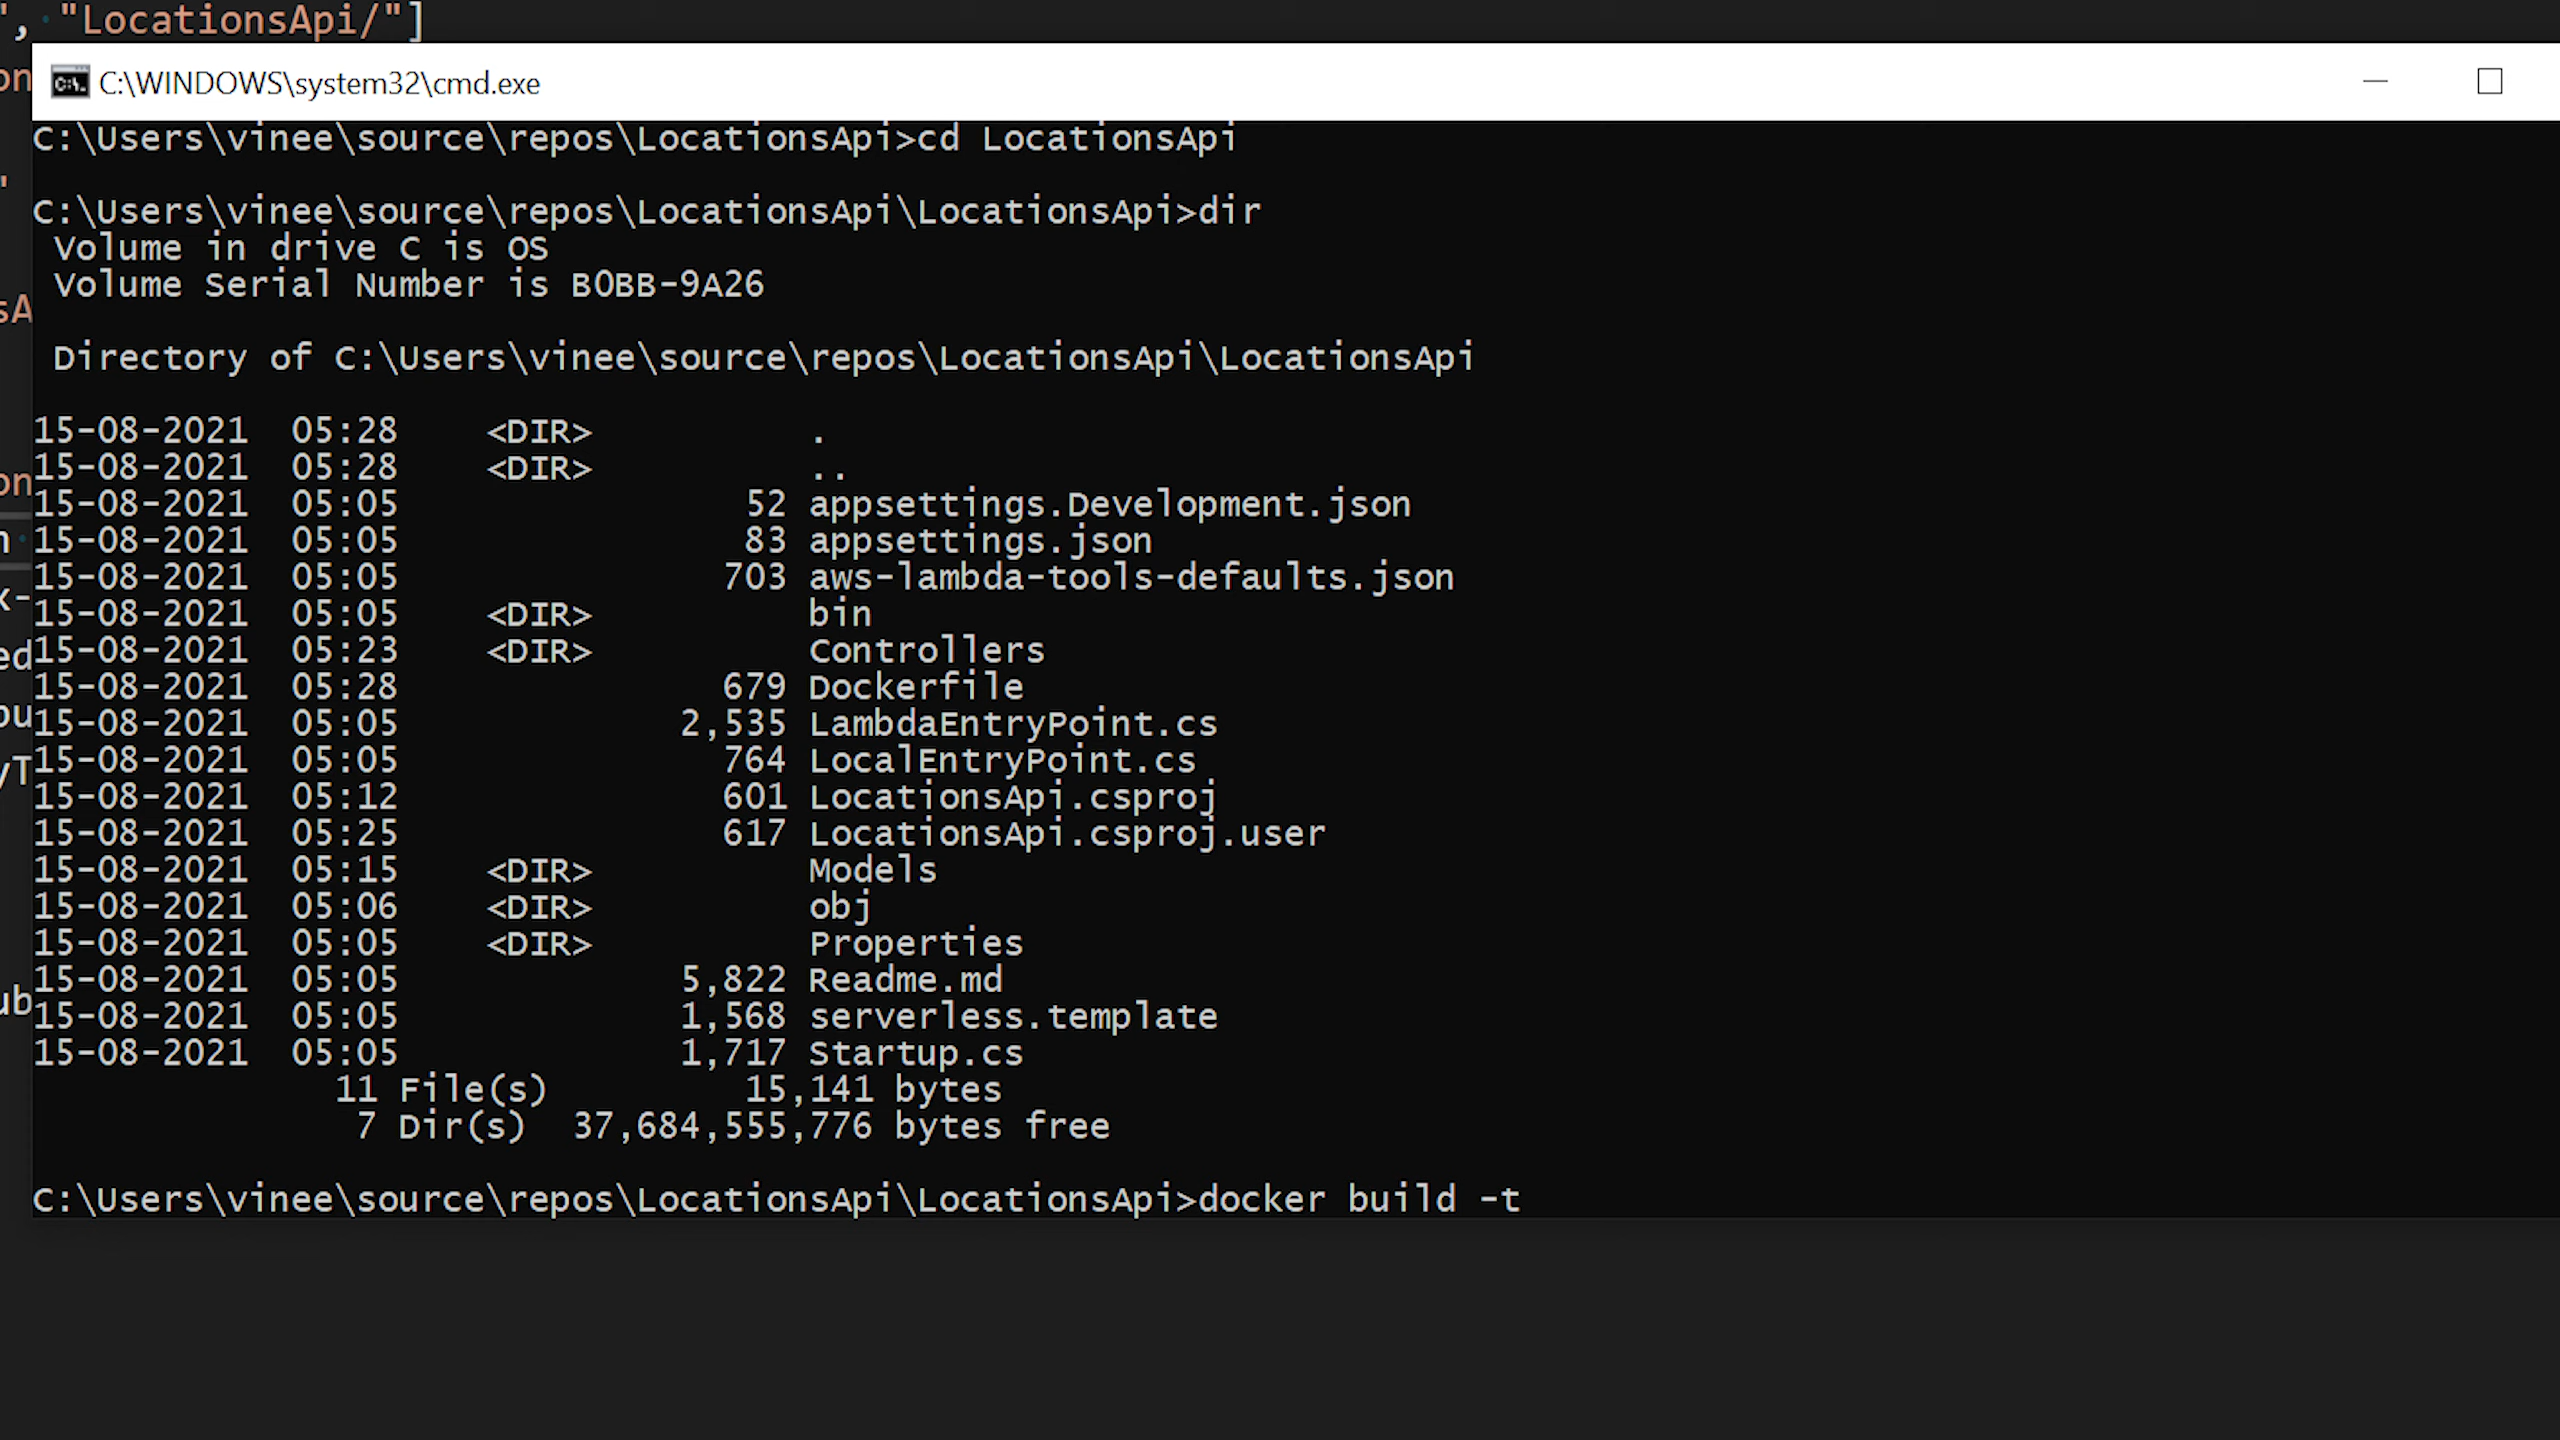 ", "LocationsApi/"]
C:\WINDOWS\system32\cmd.exe
C:\Users\vinee\source\repos\LocationsApi>cd LocationsApi
C:\Users\vinee\source\repos\LocationsApi\LocationsApi>dir
Volume in drive C is OS
Volume Serial Number is B0BB-9A26
Directory of C:\Users\vinee\source\repos\LocationsApi\LocationsApi
15-08-2021  05:28    <DIR>          .
15-08-2021  05:28    <DIR>          ..
15-08-2021  05:05                52 appsettings.Development.json
15-08-2021  05:05                83 appsettings.json
15-08-2021  05:05               703 aws-lambda-tools-defaults.json
15-08-2021  05:05    <DIR>          bin
15-08-2021  05:23    <DIR>          Controllers
15-08-2021  05:28               679 Dockerfile
15-08-2021  05:05             2,535 LambdaEntryPoint.cs
15-08-2021  05:05               764 LocalEntryPoint.cs
15-08-2021  05:12               601 LocationsApi.csproj
15-08-2021  05:25               617 LocationsApi.csproj.user
15-08-2021  05:15    <DIR>          Models
15-08-2021  05:06    <DIR>          obj
15-08-2021  05:05    <DIR>          Properties
15-08-2021  05:05             5,822 Readme.md
15-08-2021  05:05             1,568 serverless.template
15-08-2021  05:05             1,717 Startup.cs
11 File(s)         15,141 bytes
7 Dir(s)  37,684,555,776 bytes free
C:\Users\vinee\source\repos\LocationsApi\LocationsApi>docker build -t